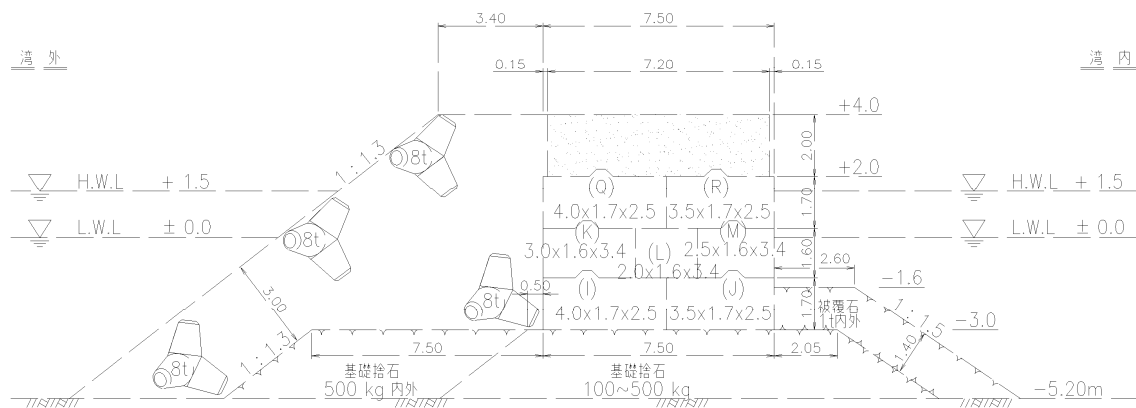 3.40
7.50
湾 外
湾 内
0.15
7.20
0.15
+4.0
8t
1 : 1.3
2.00
+2.0
H.W.L + 1.5
(Q)
(R)
H.W.L + 1.5
4.0x1.7x2.5
3.5x1.7x2.5
1.70
L.W.L ± 0.0
8t
(K)
(M)
L.W.L ± 0.0
3.0x1.6x3.4
(L)
2.5x1.6x3.4
1.60
2.0x1.6x3.4
2.60
−1.6
3.00
8t
0.50
(I)
(J)
4.0x1.7x2.5
3.5x1.7x2.5
1.70
被覆石
1t内外
1 : 1.5
−3.0
8t
1 : 1.3
7.50
7.50
2.05
1.40
基礎捨石
500 kg 内外
基礎捨石
100~500 kg
−5.20m